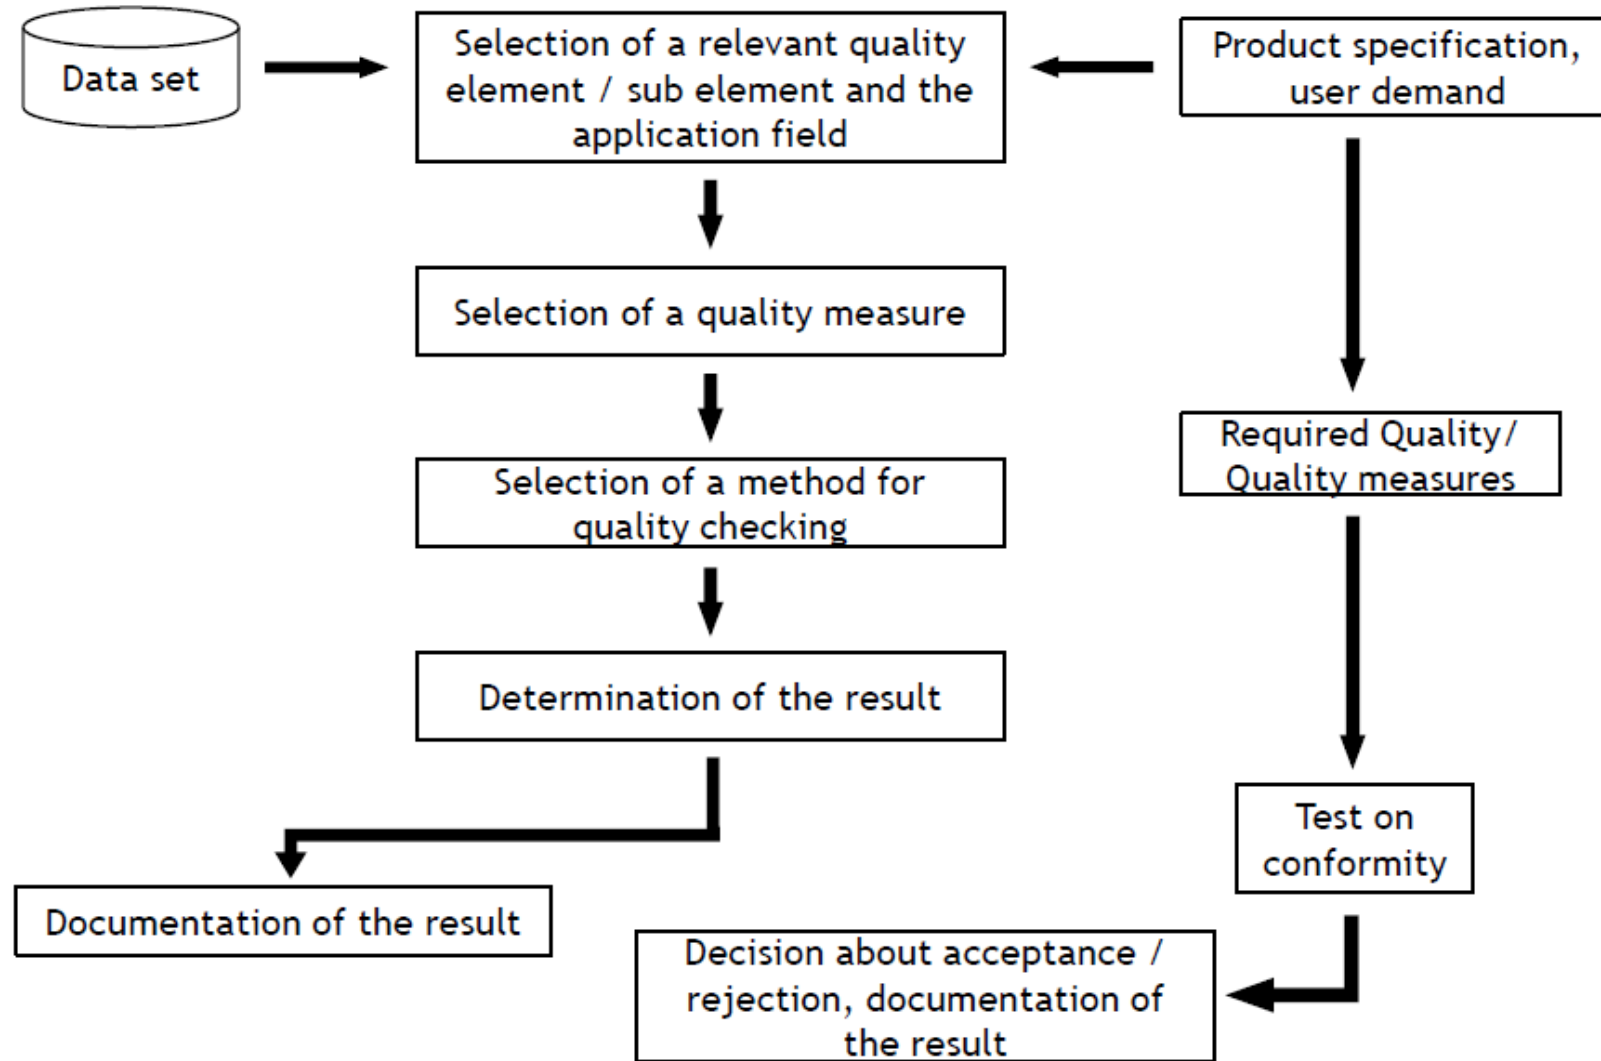 Data set
Selection of a relevant quality
element / sub element and the
application field
Product specification,
user demand
Selection of a quality measure
Required Quality/
Quality measures
Selection of a method for
quality checking
Determination of the result
Test on
conformity
Documentation of the result
Decision about acceptance /
rejection, documentation of
the result